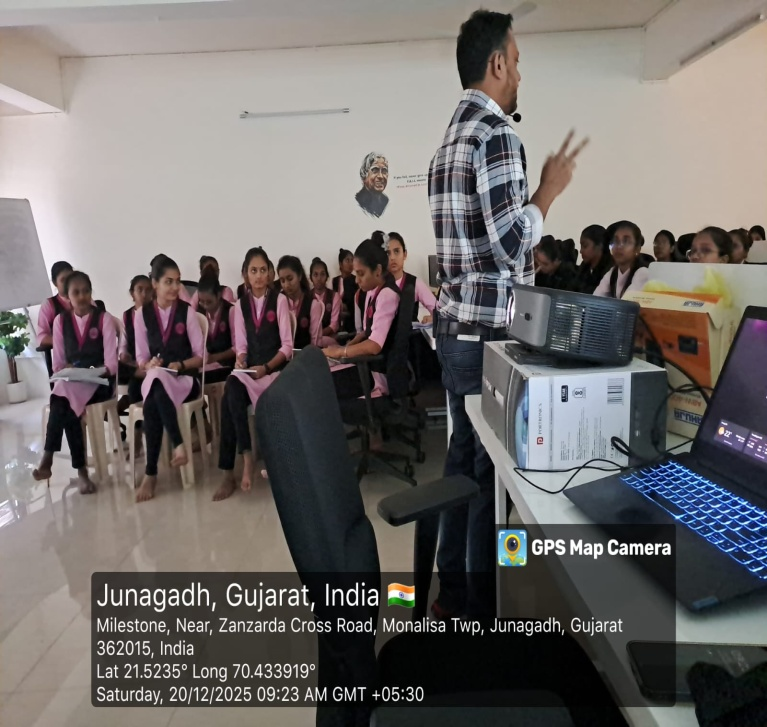 GPS Map Camera
Junagadh, Gujarat, India
Milestone, Near, Zanzarda Cross Road, Monalisa Twp, Junagadh, Gujarat
362015, India
Lat 21.5235° Long 70.433919°
Saturday, 20/12/2025 09:23 AM GMT +05:30